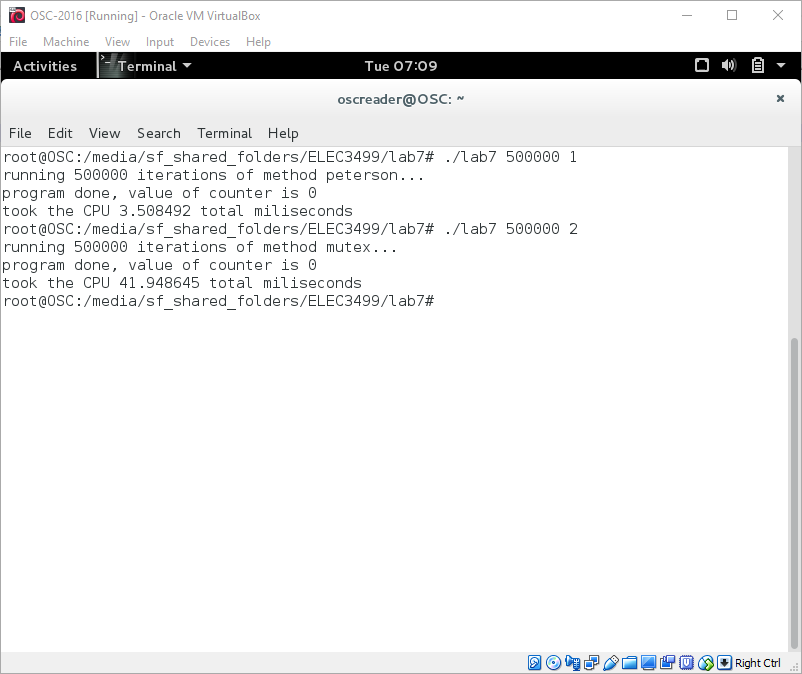 OSC-2016 [Running] - Oracle VM VirtualBox
File Machine View Input Devices Help
Activities Terminal Tue 07:09
oscreader@OSC: ~
File Edit View Search Terminal Help
root@OSC:/media/sf_shared_folders/ELEC3499/lab7# ./lab7 500000 1
running 500000 iterations of method peterson...
program done, value of counter is 0
took the CPU 3.508492 total miliseconds
root@OSC:/media/sf_shared_folders/ELEC3499/lab7# ./lab7 500000 2
running 500000 iterations of method mutex...
program done, value of counter is 0
took the CPU 41.948645 total miliseconds
root@OSC:/media/sf_shared_folders/ELEC3499/lab7#
Right Ctrl